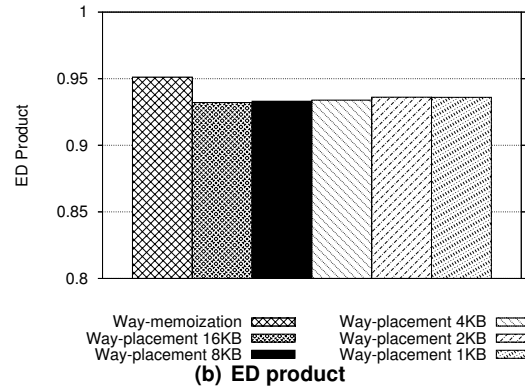 1
0.95
0.9
0.85
0.8
ED Product
Way-memoization
Way-placement 16KB
Way-placement 8KB
Way-placement 4KB
Way-placement 2KB
Way-placement 1KB
(b) ED product